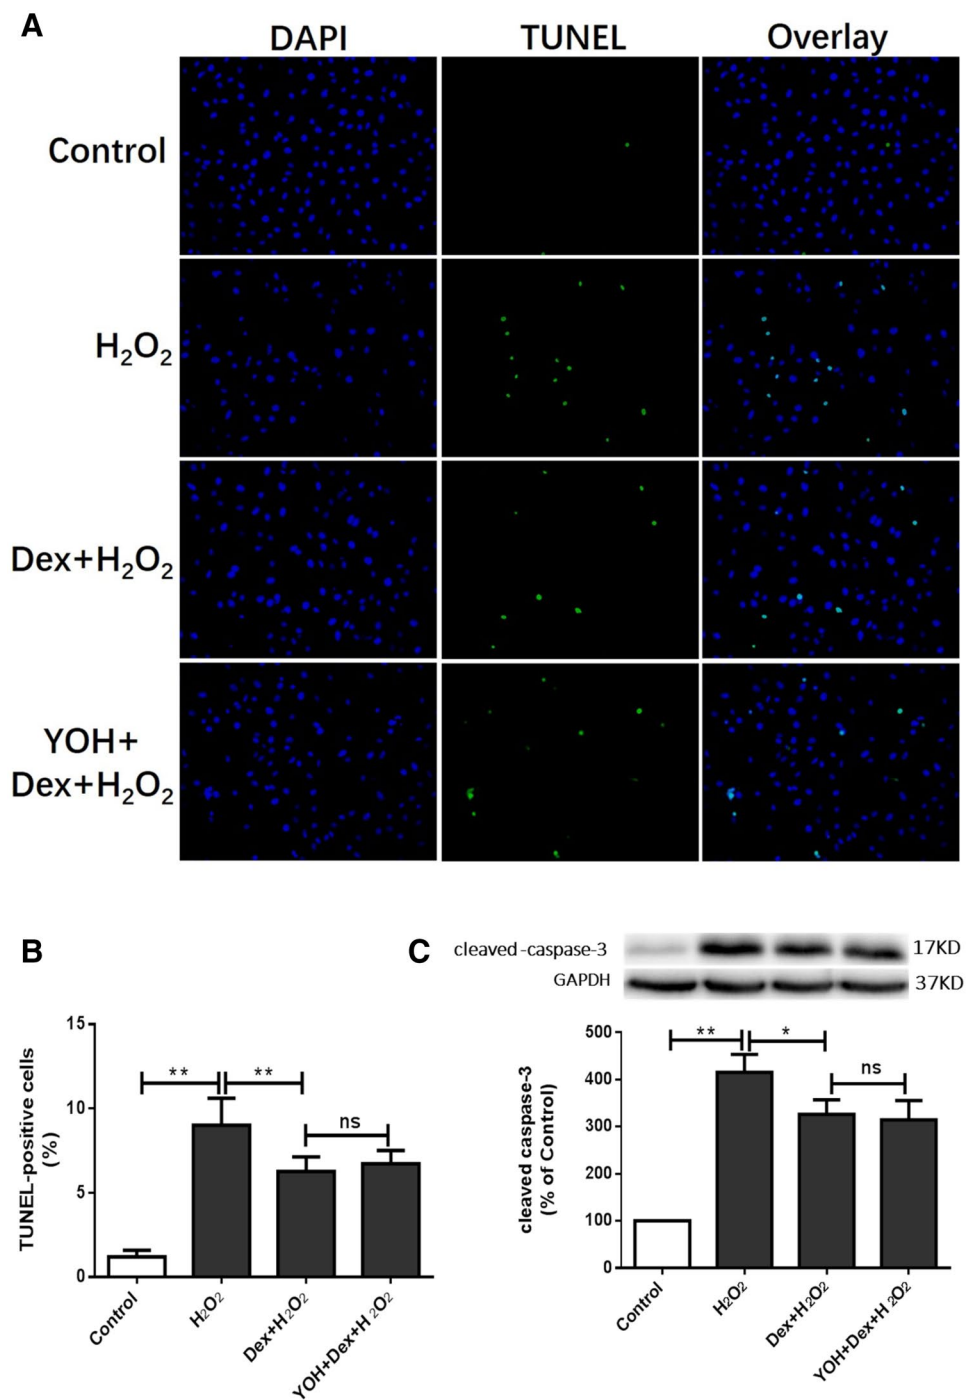 A
DAPI TUNEL Overlay
Control
H₂O₂
Dex+H₂O₂
YOH+
Dex+H₂O₂
B
TUNEL-positive cells
(%)
15
10
5
0
**
**
ns
Control
H2O2
Dex+H2O2
YOH+Dex+H2O2
C
cleaved-caspase-3 17KD
GAPDH 37KD
cleaved caspase-3
(% of Control)
500
400
300
200
100
0
**
*
ns
Control
H2O2
Dex+H2O2
YOH+Dex+H2O2